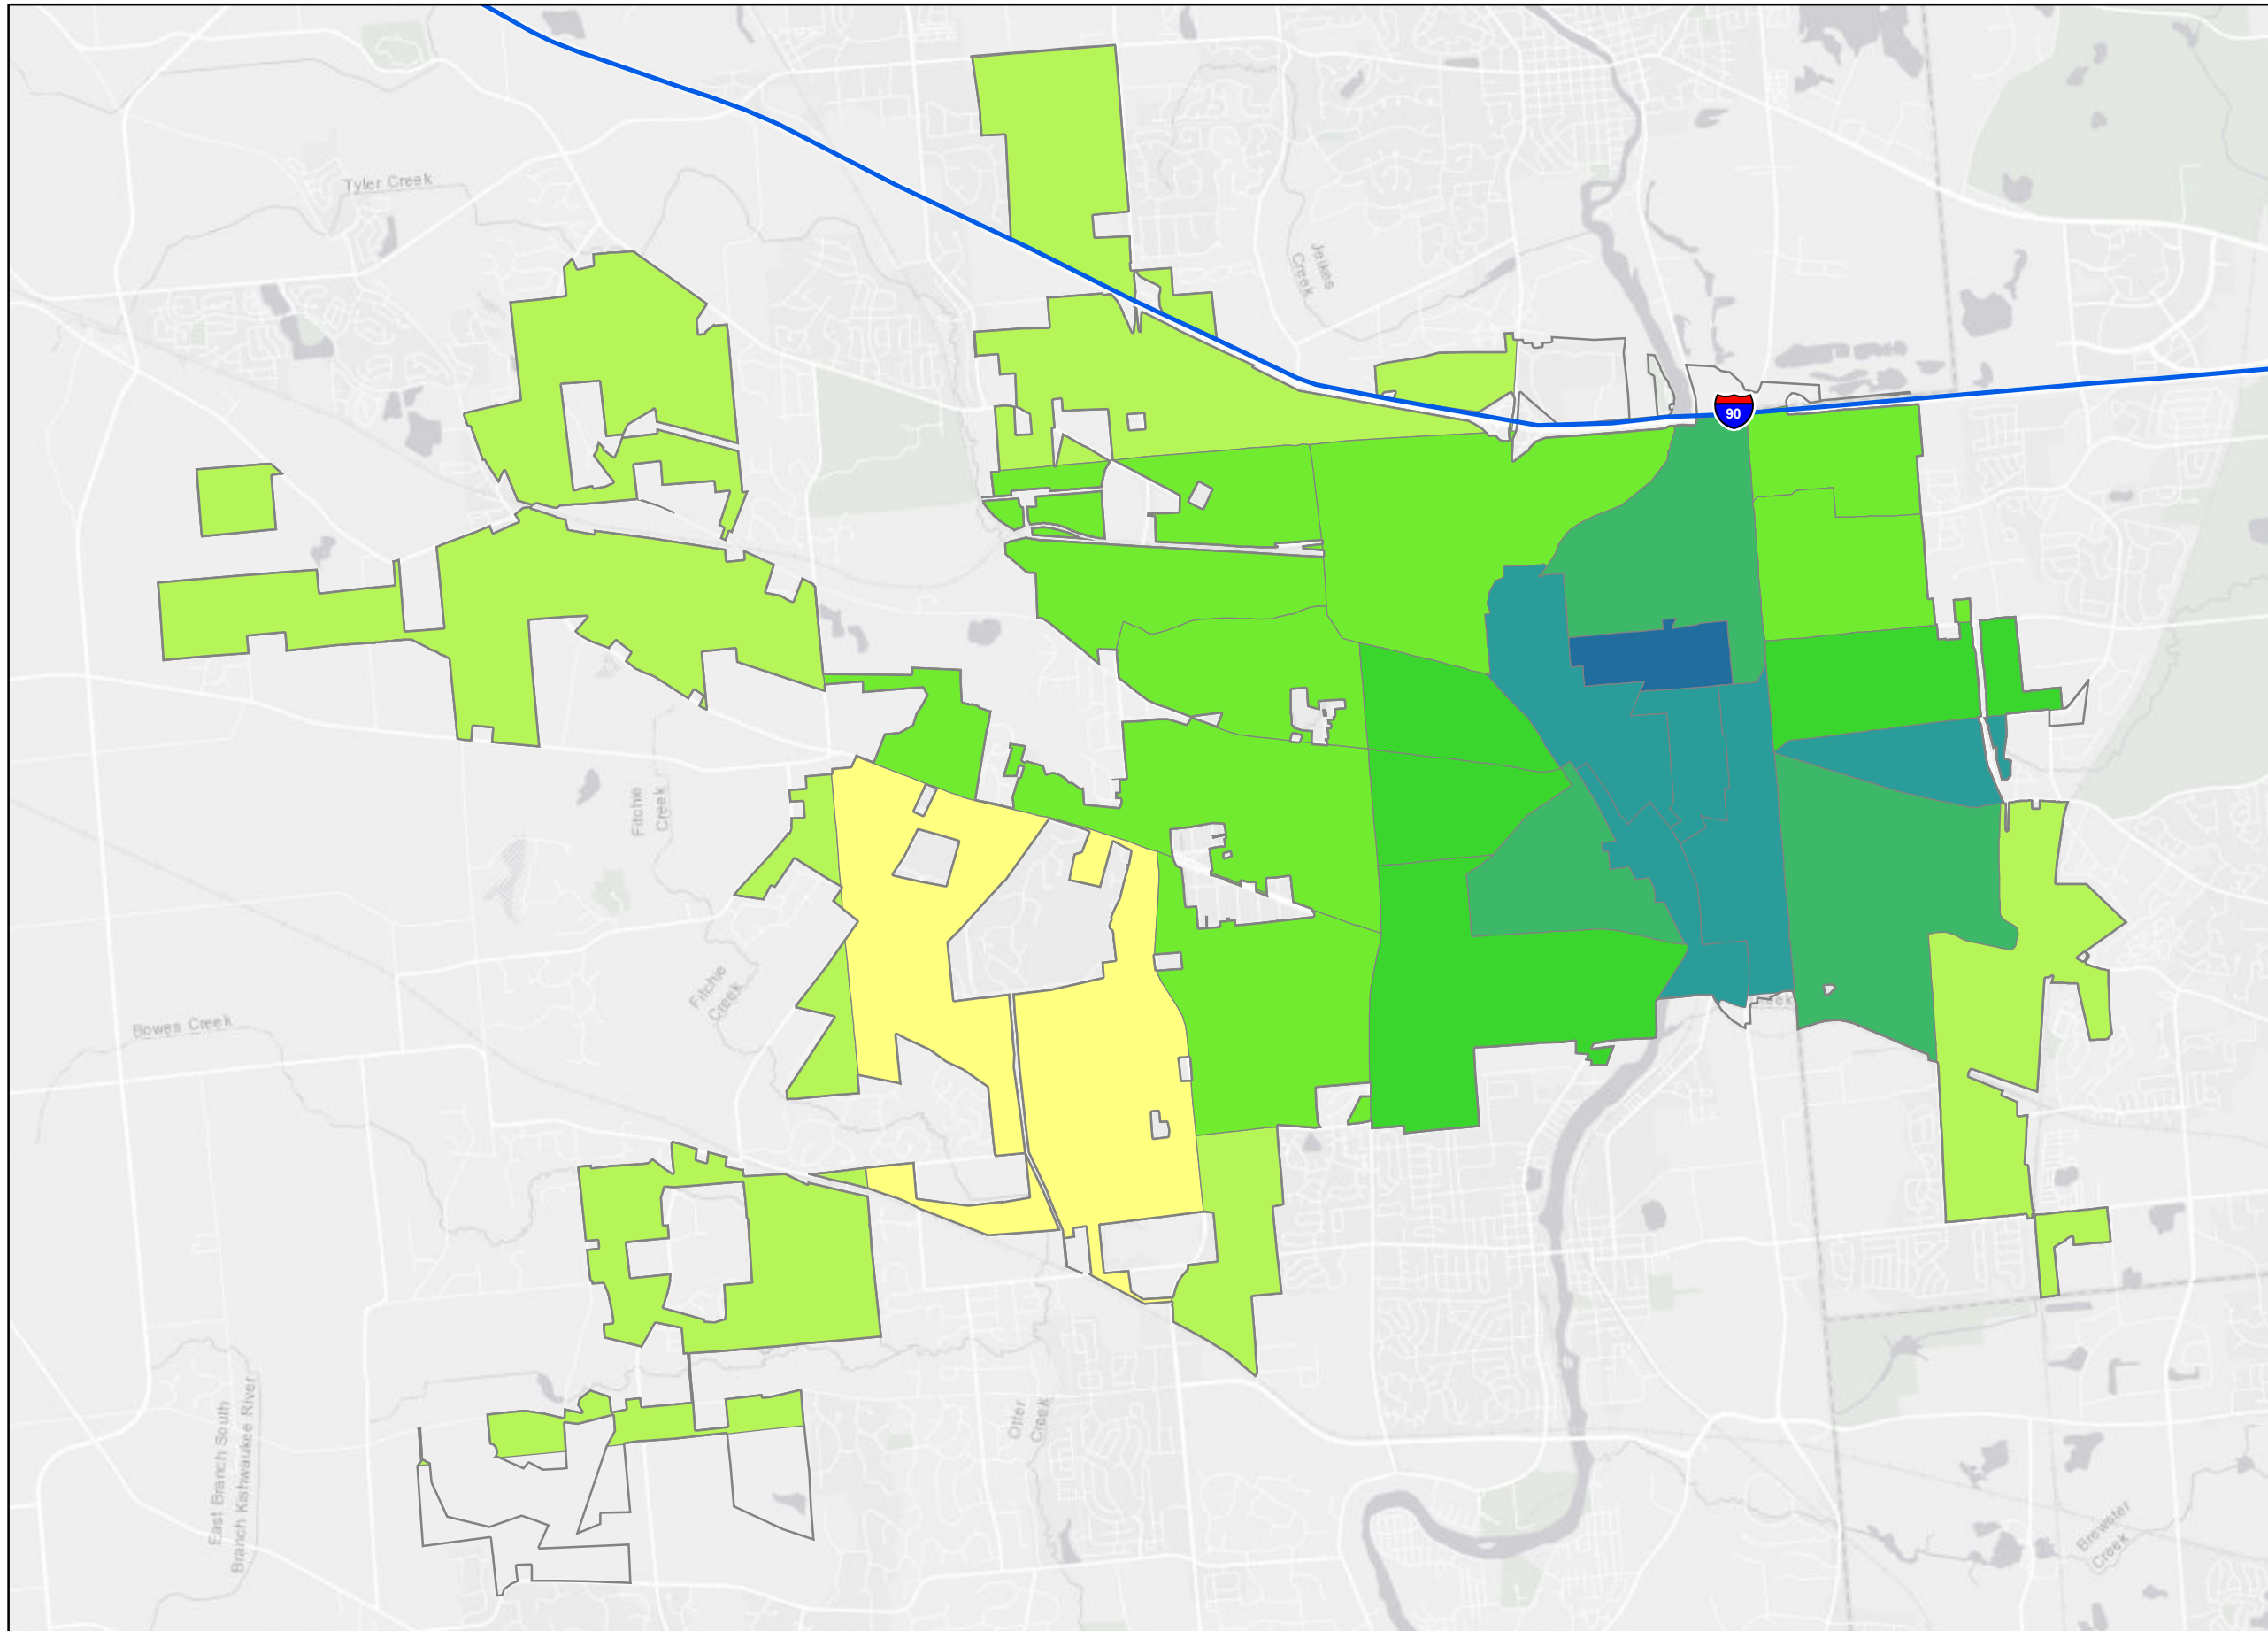 Tyler Creek
Jelkes
Creek
90
Fitchie
Creek
Fitchie
Creek
Bowes Creek
eek
Otter
Creek
East Branch South
Branch Kishwaukee River
Brewster
Creek